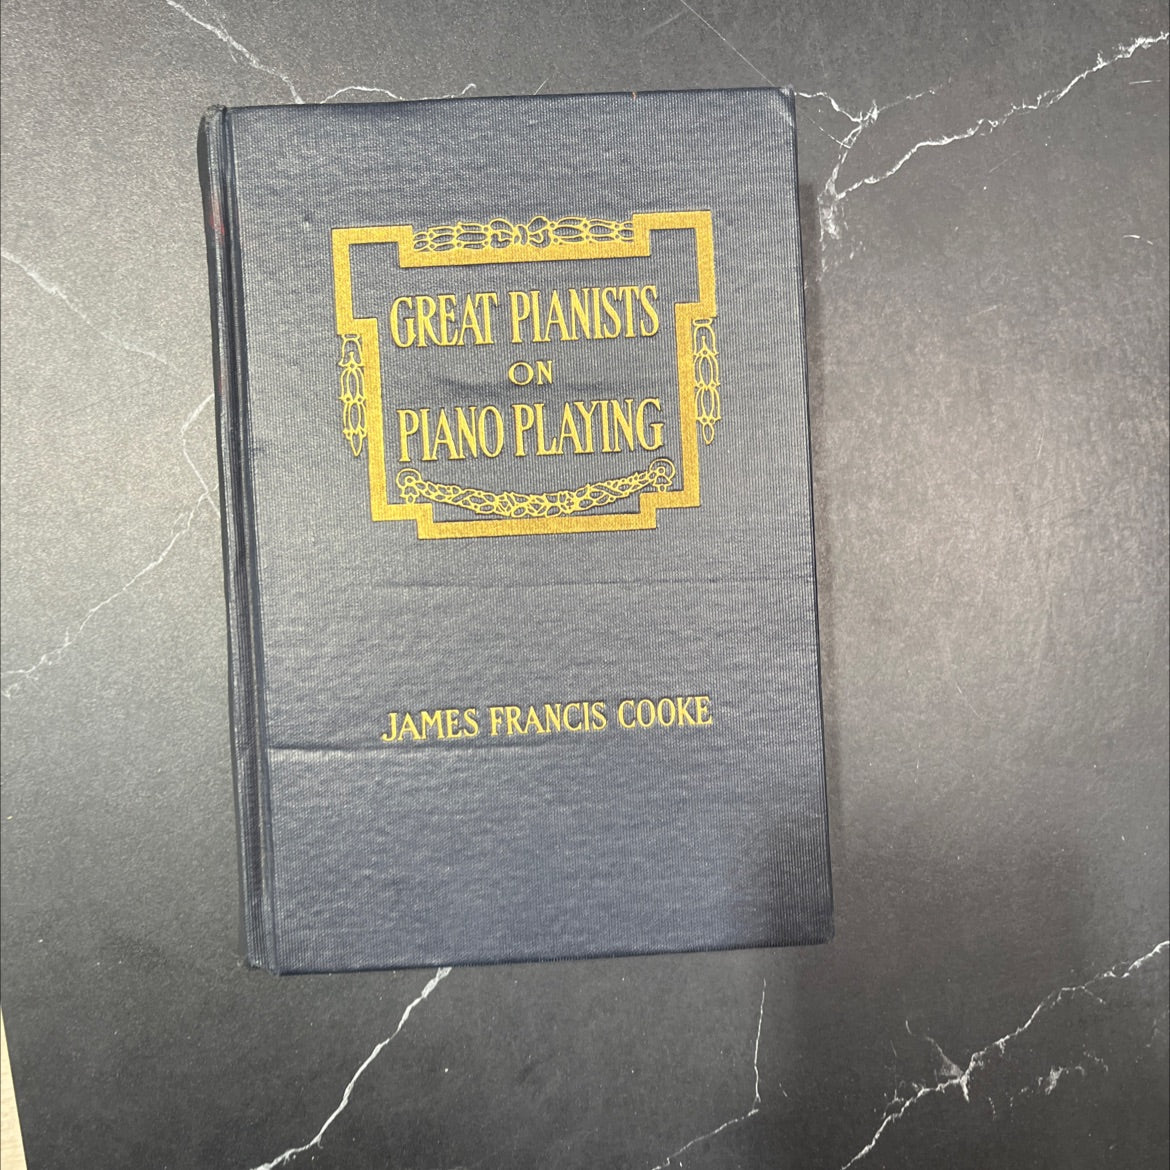 GREAT PIANISTS
ON
PIANO PLAYING
JAMES FRANCIS COOKE